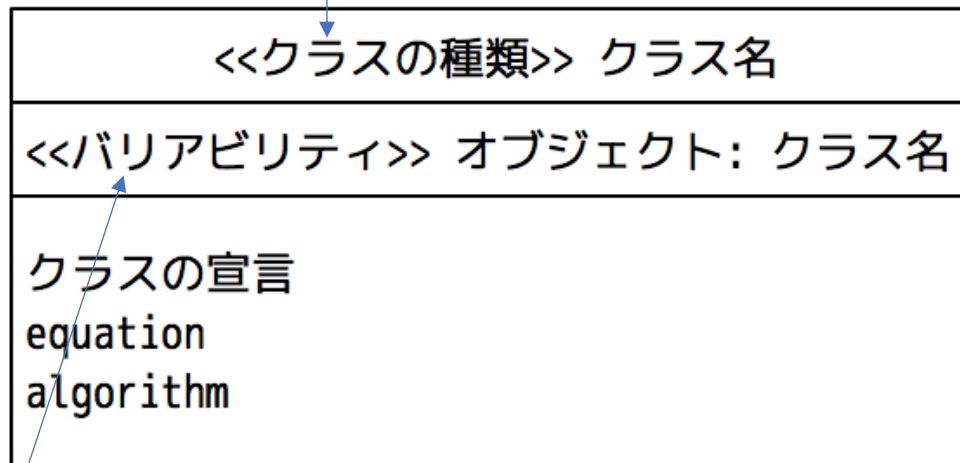 <<クラスの種類>> クラス名
<<バリアビリティ>> オブジェクト: クラス名
クラスの宣言
equation
algorithm